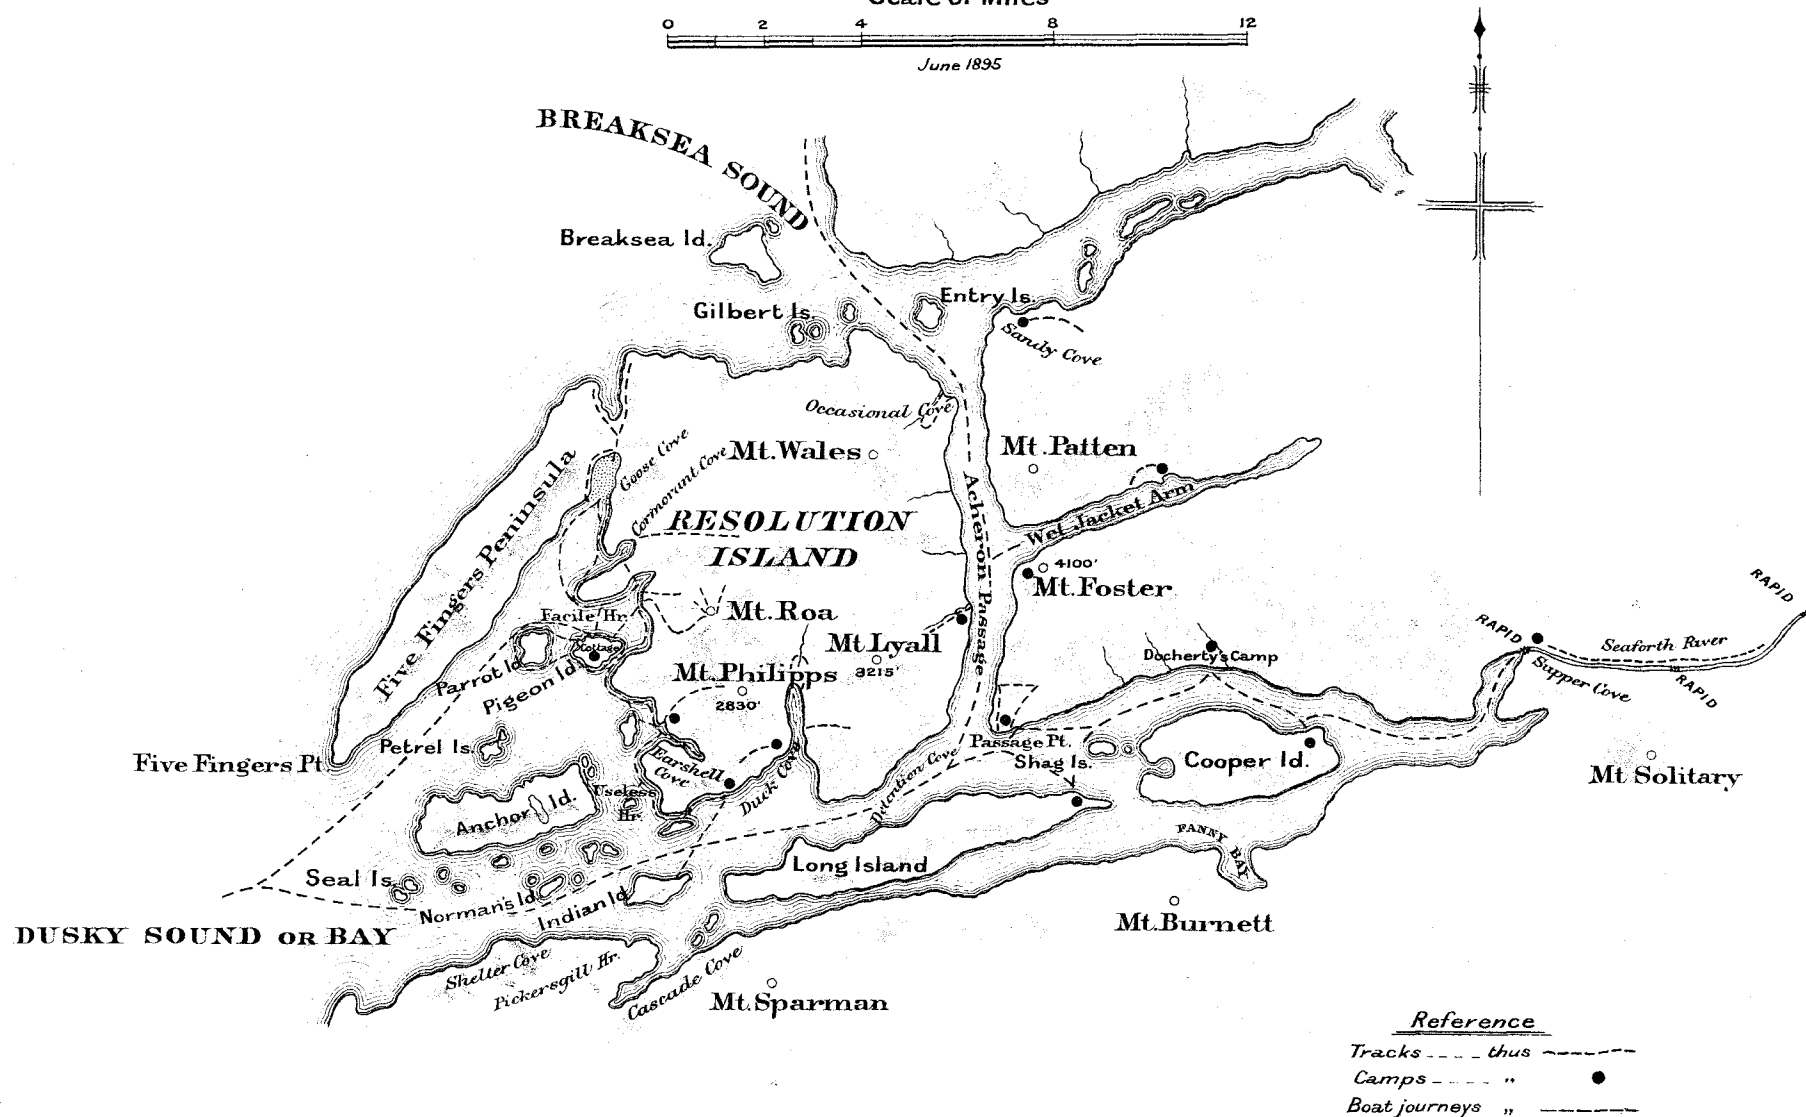 Scale of Miles
0 2 4 8 12
June 1895
BREAKSEA SOUND
Breaksea Id.
Gilbert Is.
Entry Is.
Sandy Cove
Occasional Cove
Mt. Wales
Mt. Patten
Goose Cove
Cormorant Cove
Five Fingers Peninsula
RESOLUTION
ISLAND
Acheron Passage
Wet Jacket Arm
4100'
Mt. Foster
Facile Hr.
Mt. Roa
Cottage
Mt. Lyall
3215'
Parrot Id.
Pigeon Id.
Mt. Philipps
2830'
Docherty's Camp
RAPID
Seaforth River
RAPID
Supper Cove
RAPID
Petrel Is.
Five Fingers Pt.
Earshell
Cove
Duck Cove
Detention Cove
Passage Pt.
Shag Is.
Cooper Id.
Mt Solitary
Useless
Hr.
Anchor Id.
FANNY BAY
Long Island
Seal Is.
Norman's Id.
Indian Id.
Mt. Burnett
DUSKY SOUND OR BAY
Shelter Cove
Pickersgill Hr.
Cascade Cove
Mt. Sparman
Reference
Tracks ---- thus
Camps ---- "
Boat journeys "